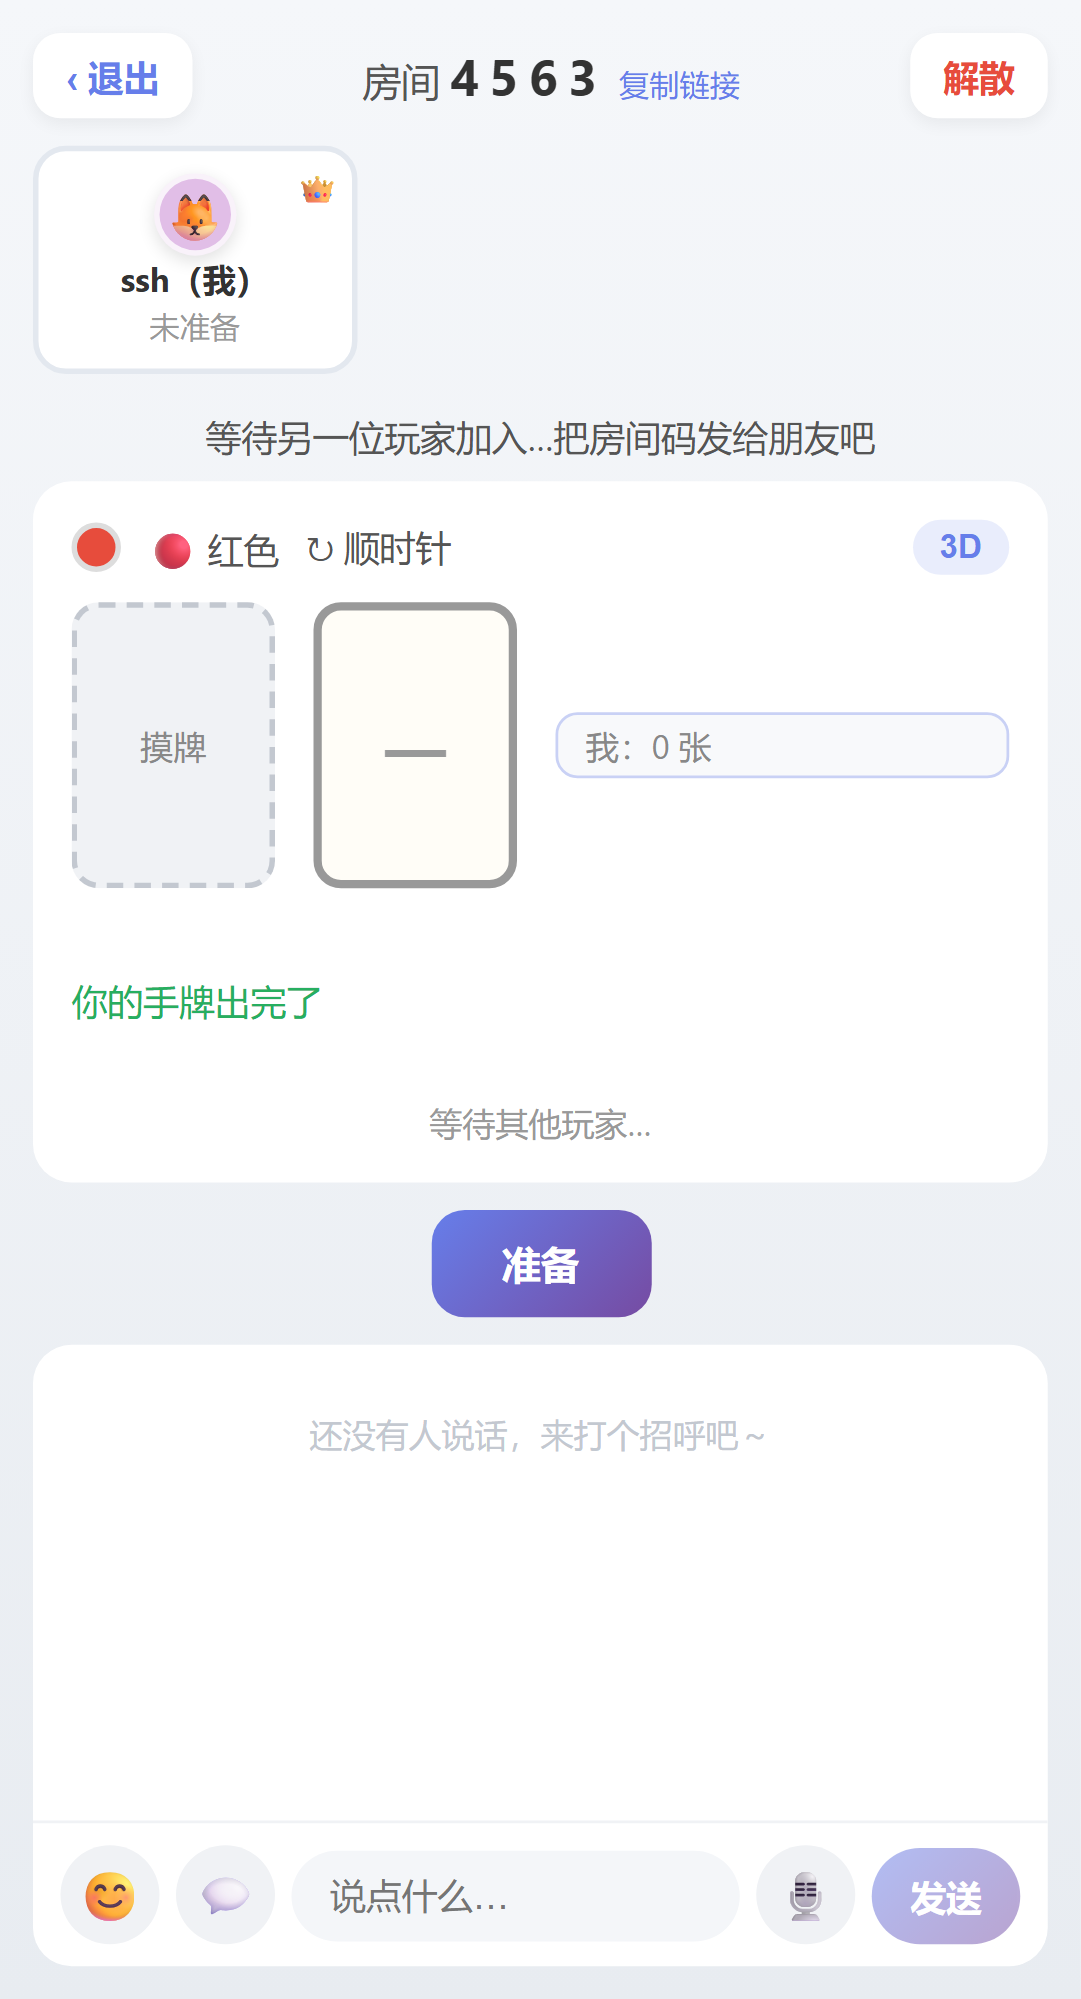 ‹ 退出
房间 4563 复制链接
解散
ssh（我）
未准备
等待另一位玩家加入...把房间码发给朋友吧
红色 ↻ 顺时针
3D
摸牌
—
我：0 张
你的手牌出完了
等待其他玩家...
准备
还没有人说话，来打个招呼吧～
说点什么...
发送